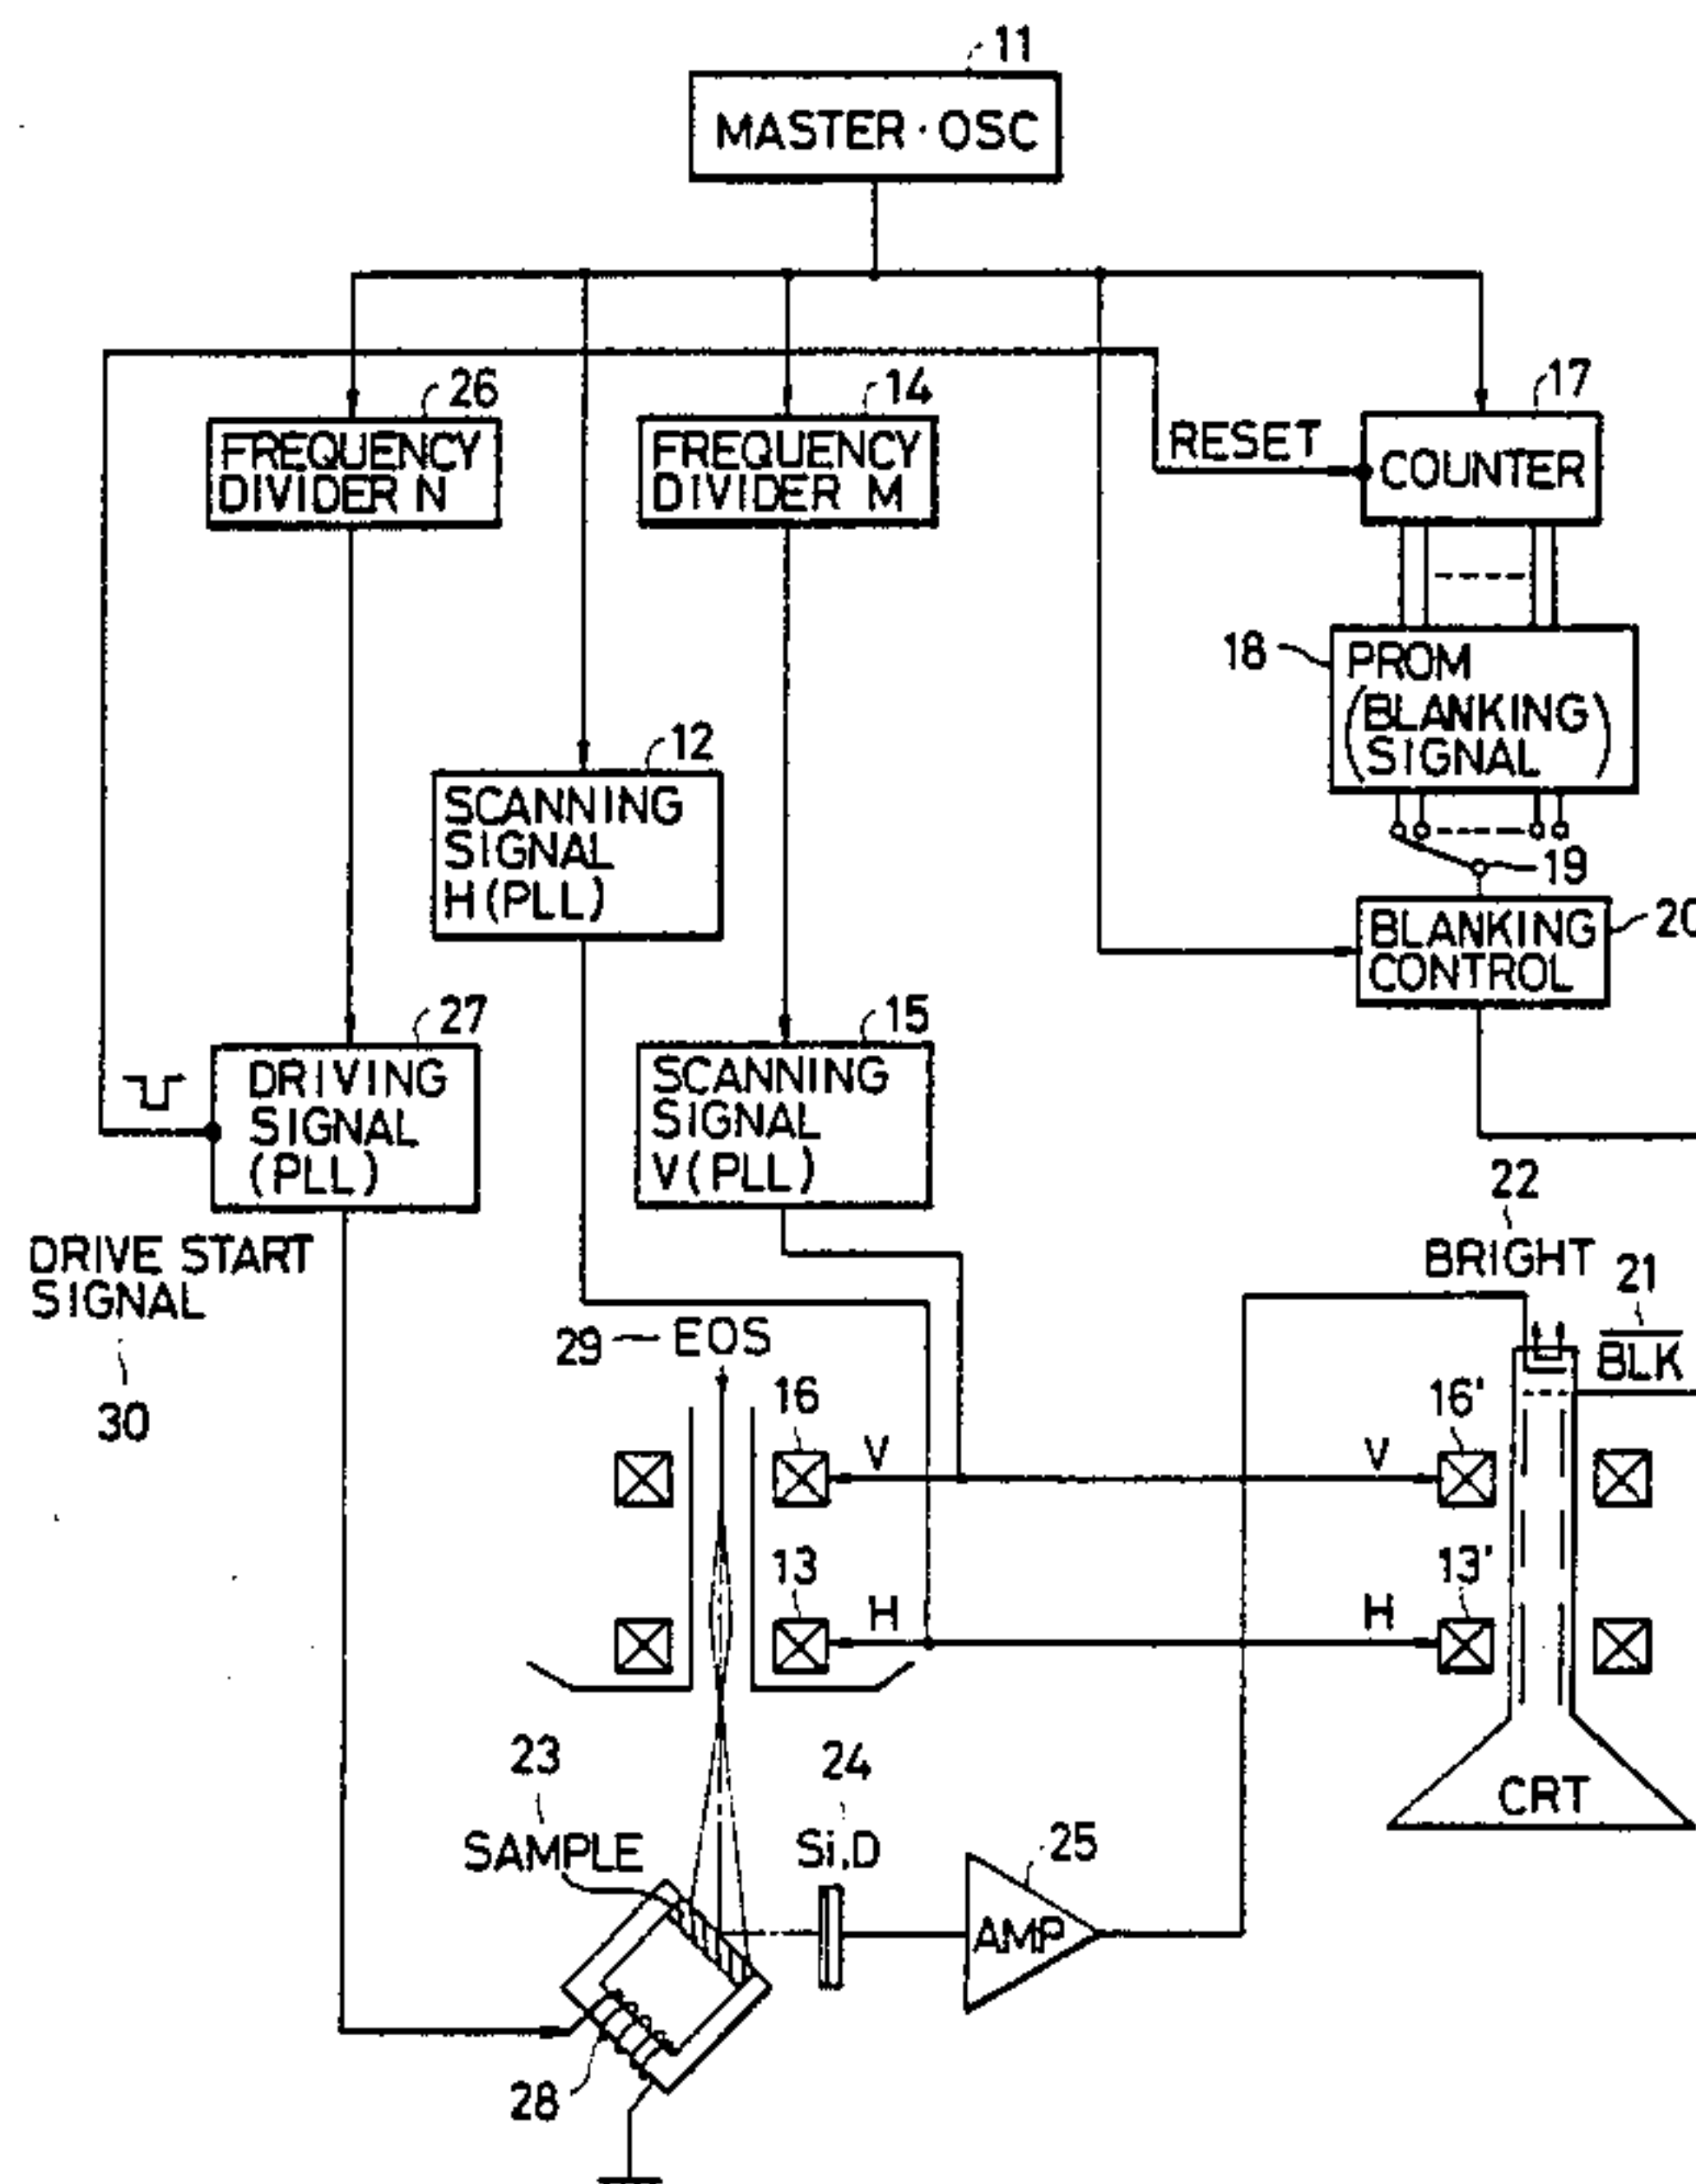 11
MASTER·OSC
26
FREQUENCY
DIVIDER N
14
FREQUENCY
DIVIDER M
RESET
17
COUNTER
18
PROM
(BLANKING
SIGNAL)
19
12
SCANNING
SIGNAL
H(PLL)
BLANKING
CONTROL
20
27
DRIVING
SIGNAL
(PLL)
15
SCANNING
SIGNAL
V(PLL)
DRIVE START
SIGNAL
30
22
BRIGHT
21
BLK
29
EOS
16
V
V
16'
13
H
H
13'
CRT
23
SAMPLE
24
Si,D
25
AMP
28